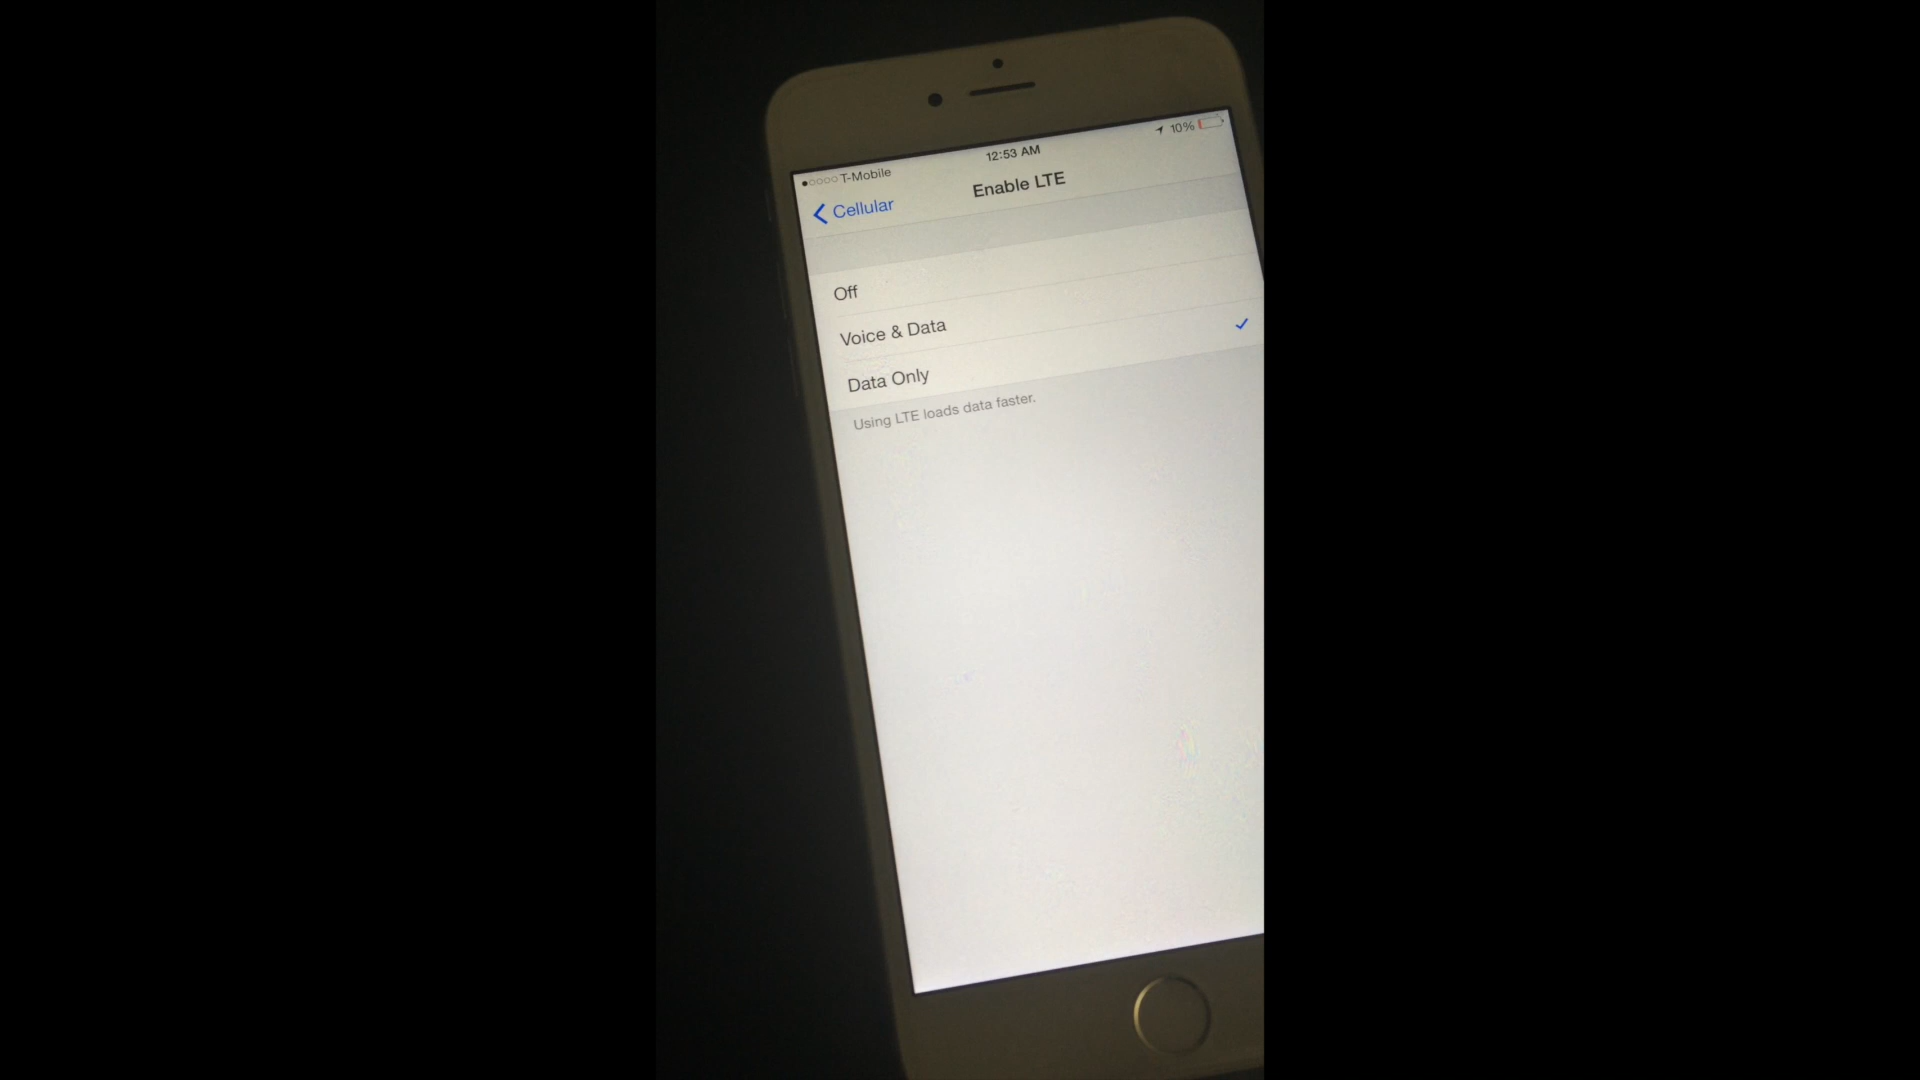 T-Mobile
12:53 AM
10%
Cellular
Enable LTE
Off
Voice & Data
Data Only
Using LTE loads data faster.